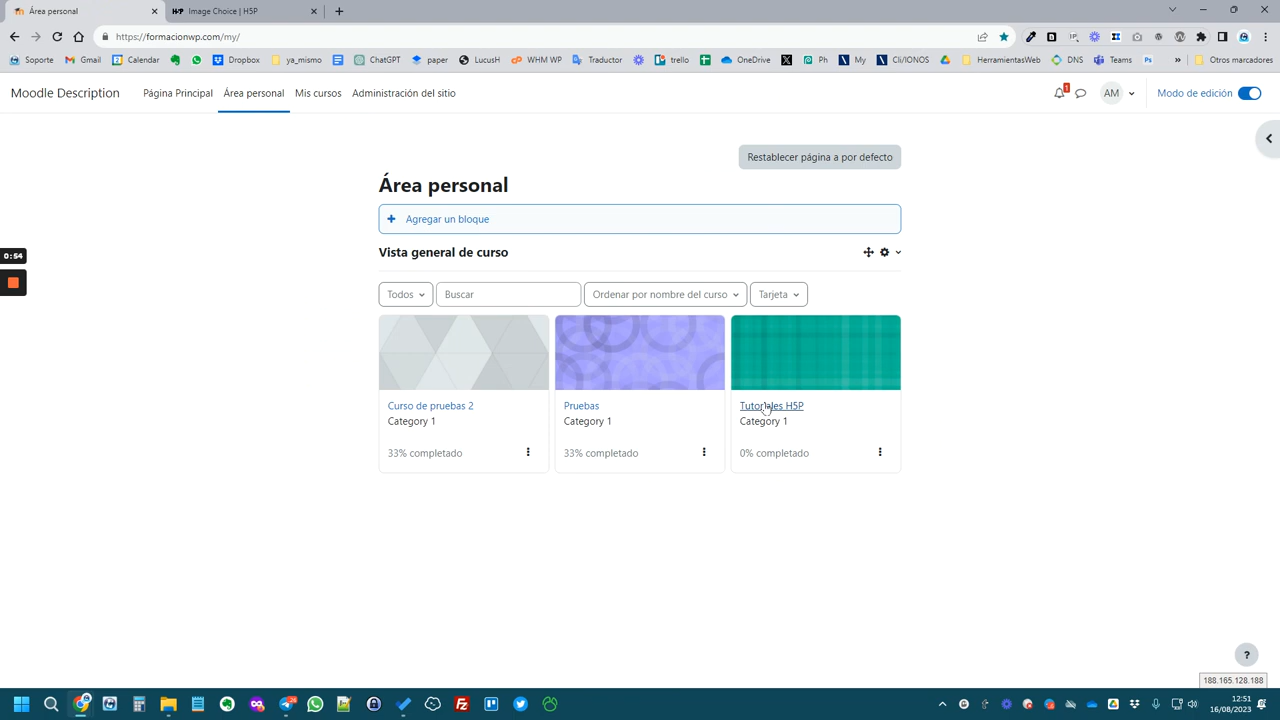 Área personal
H-P Image Choice | H5P
https://formacionwp.com/my/
Soporte Gmail Calendar Dropbox ya_mismo ChatGPT paper LucusH WHM WP Traductor trello OneDrive Ph My Cli/IONOS HerramientasWeb DNS Teams Ps » Otros marcadores
Moodle Description Página Principal Área personal Mis cursos Administración del sitio 1 AM Modo de edición
Restablecer página a por defecto
Área personal
+ Agregar un bloque
0:54
Vista general de curso
Todos Buscar Ordenar por nombre del curso Tarjeta
Curso de pruebas 2
Category 1
33% completado
Pruebas
Category 1
33% completado
Tutoriales H5P
Category 1
0% completado
?
188.165.128.188
12:51
16/08/2023